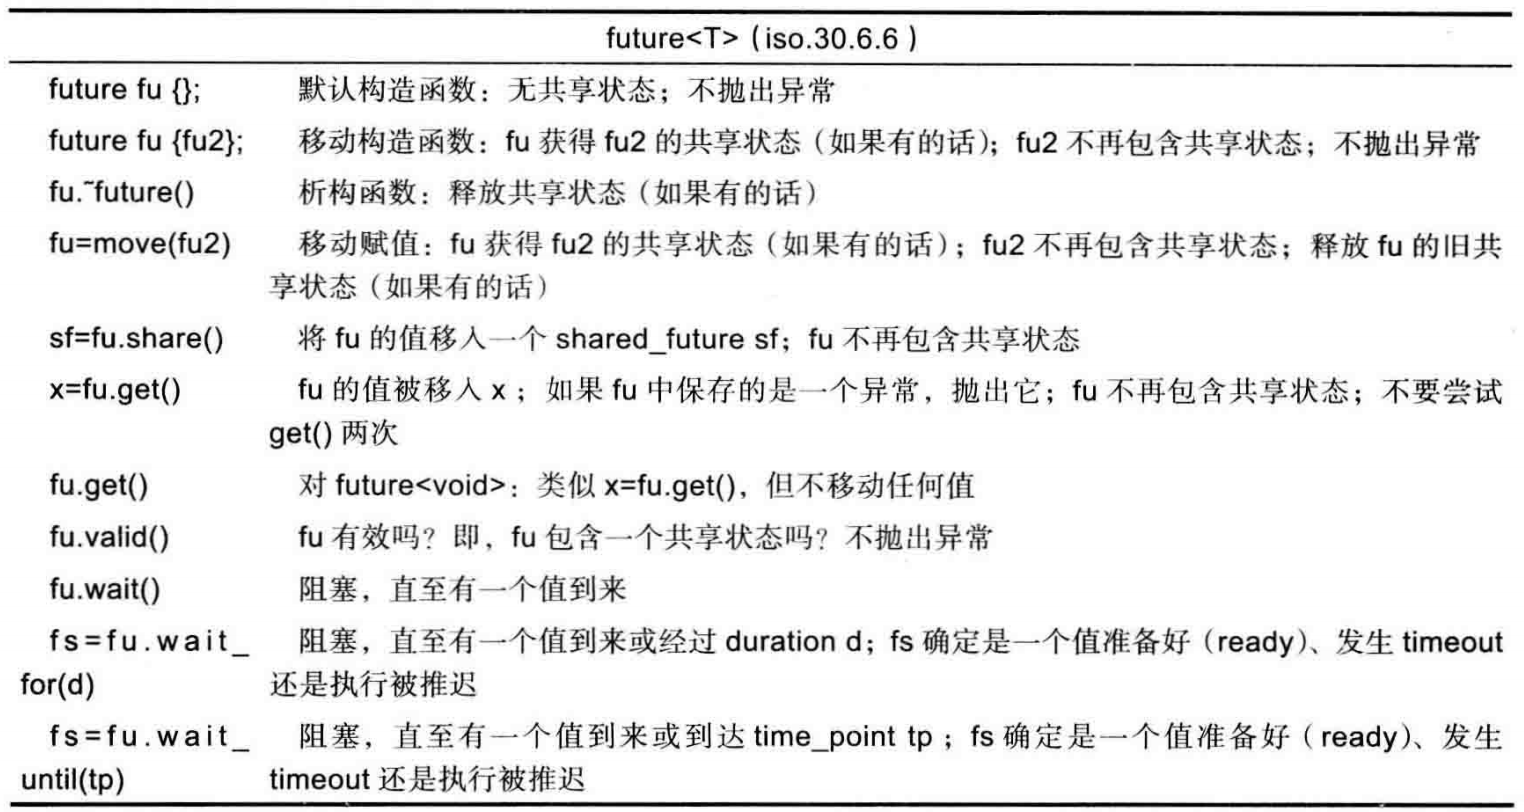 future<T>（iso.30.6.6）
future fu {}; 默认构造函数：无共享状态；不抛出异常
future fu {fu2}; 移动构造函数：fu 获得 fu2 的共享状态（如果有的话）；fu2 不再包含共享状态；不抛出异常
fu.~future() 析构函数：释放共享状态（如果有的话）
fu=move(fu2) 移动赋值：fu 获得 fu2 的共享状态（如果有的话）；fu2 不再包含共享状态；释放 fu 的旧共
享状态（如果有的话）
sf=fu.share() 将 fu 的值移入一个 shared_future sf；fu 不再包含共享状态
x=fu.get() fu 的值被移入 x；如果 fu 中保存的是一个异常，抛出它；fu 不再包含共享状态；不要尝试
get() 两次
fu.get() 对 future<void>：类似 x=fu.get()，但不移动任何值
fu.valid() fu 有效吗？即，fu 包含一个共享状态吗？不抛出异常
fu.wait() 阻塞，直至有一个值到来
fs=fu.wait_ 阻塞，直至有一个值到来或经过 duration d；fs 确定是一个值准备好（ready）、发生 timeout
for(d) 还是执行被推迟
fs=fu.wait_ 阻塞，直至有一个值到来或到达 time_point tp；fs 确定是一个值准备好（ready）、发生
until(tp) timeout 还是执行被推迟